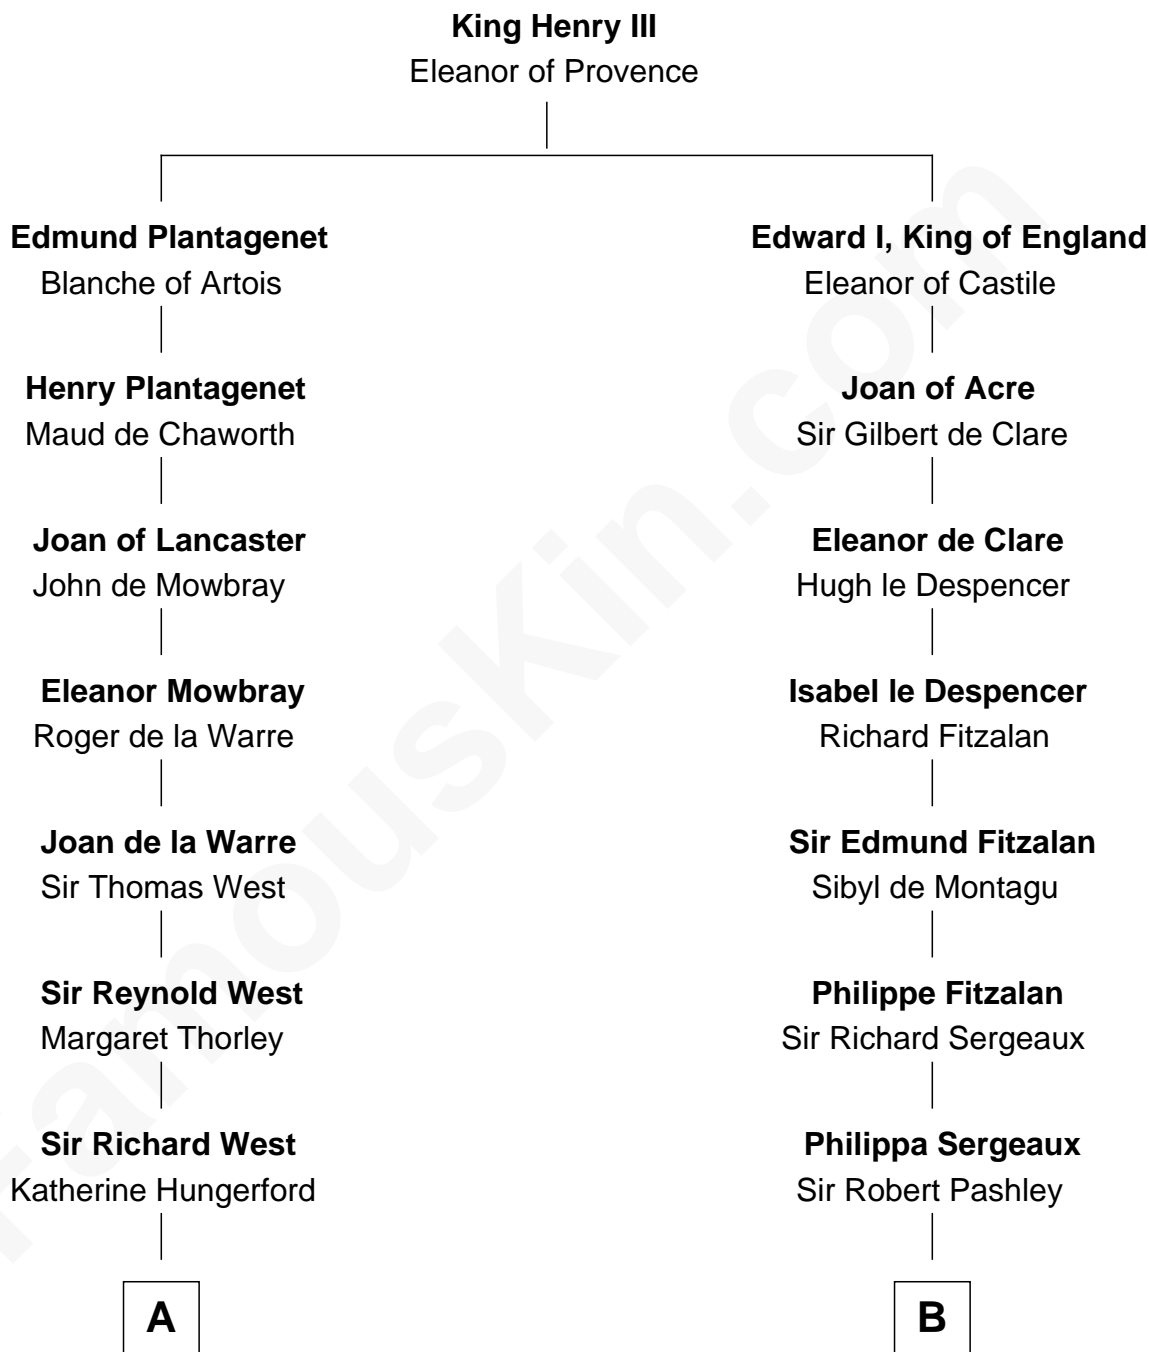 King Henry III
Eleanor of Provence
Edmund Plantagenet
Blanche of Artois
Henry Plantagenet
Maud de Chaworth
Joan of Lancaster
John de Mowbray
Eleanor Mowbray
Roger de la Warre
Joan de la Warre
Sir Thomas West
Sir Reynold West
Margaret Thorley
Sir Richard West
Katherine Hungerford
A
Edward I, King of England
Eleanor of Castile
Joan of Acre
Sir Gilbert de Clare
Eleanor de Clare
Hugh le Despencer
Isabel le Despencer
Richard Fitzalan
Sir Edmund Fitzalan
Sibyl de Montagu
Philippe Fitzalan
Sir Richard Sergeaux
Philippa Sergeaux
Sir Robert Pashley
B
FamousKin.com